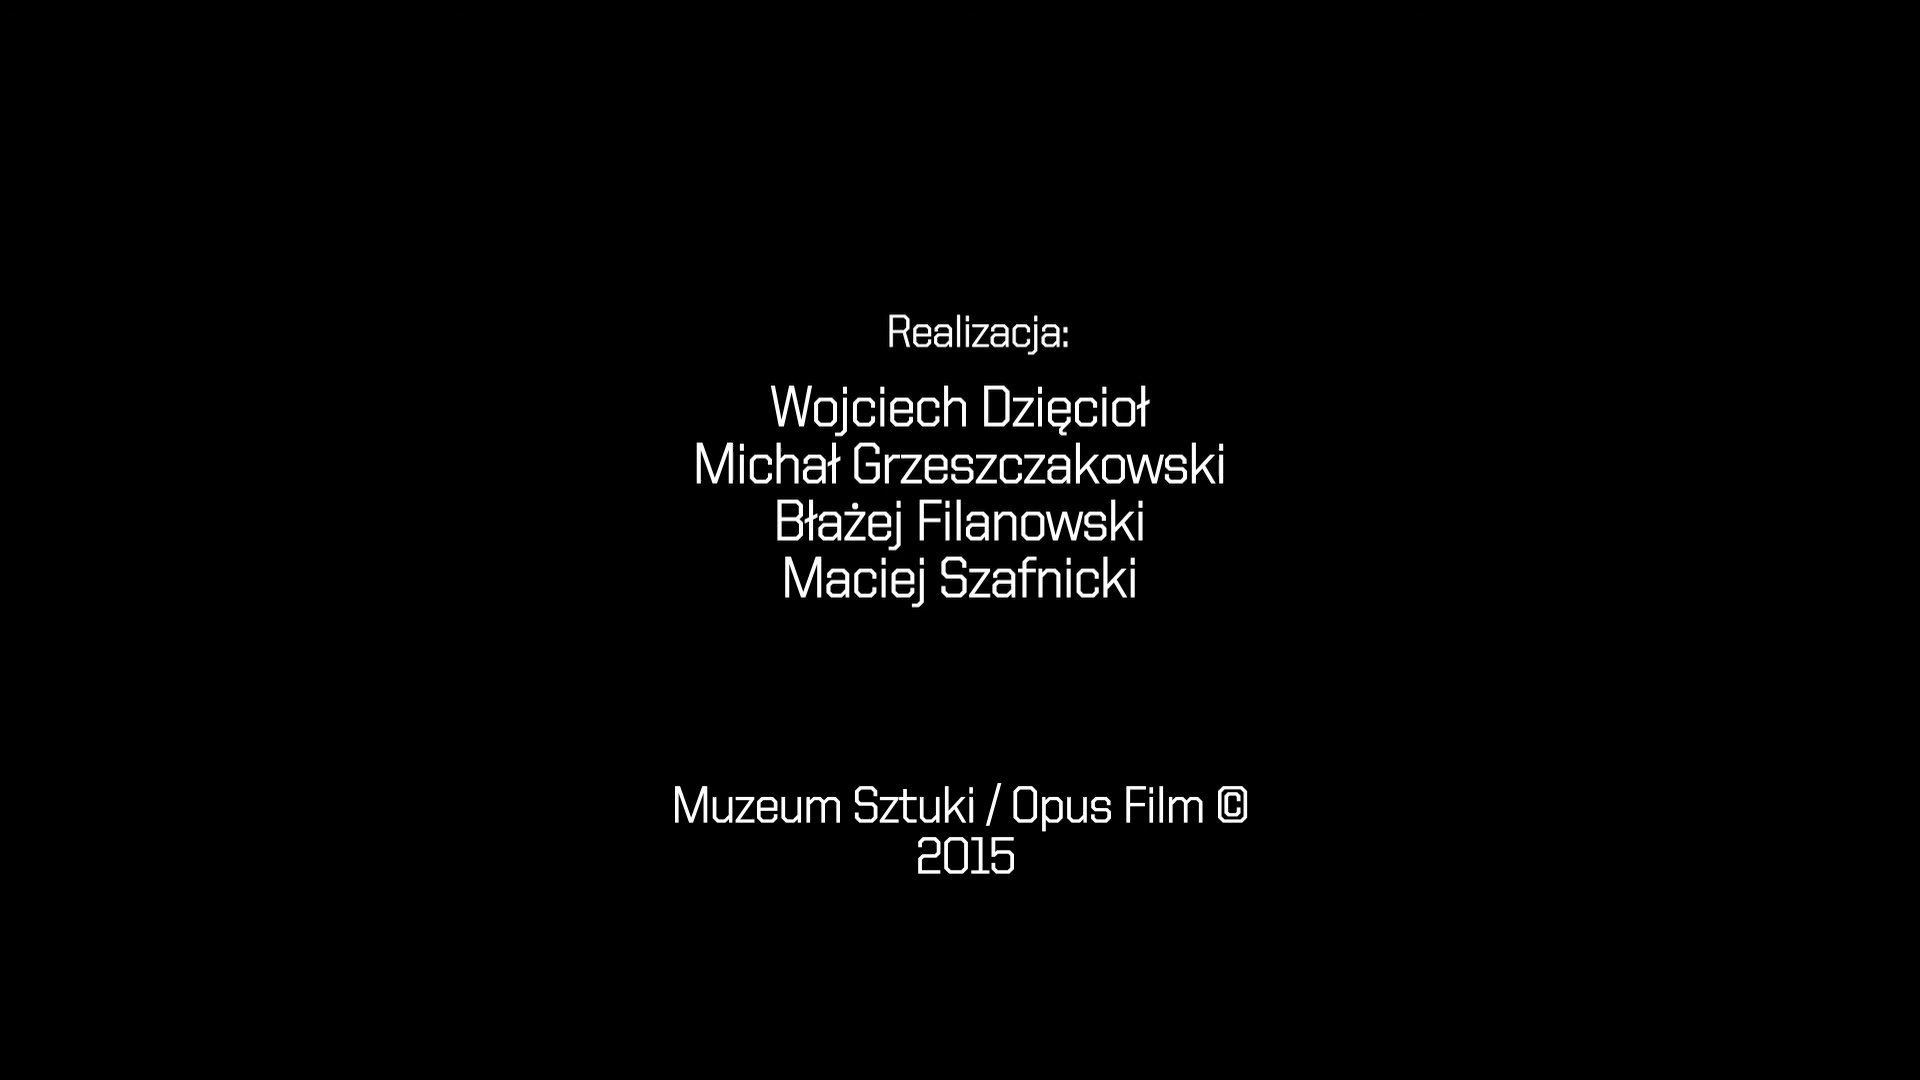 Realizacja:
Wojciech Dzięcioł
Michał Grzeszczakowski
Błażej Filanowski
Maciej Szafnicki
Muzeum Sztuki / Opus Film ©
2015